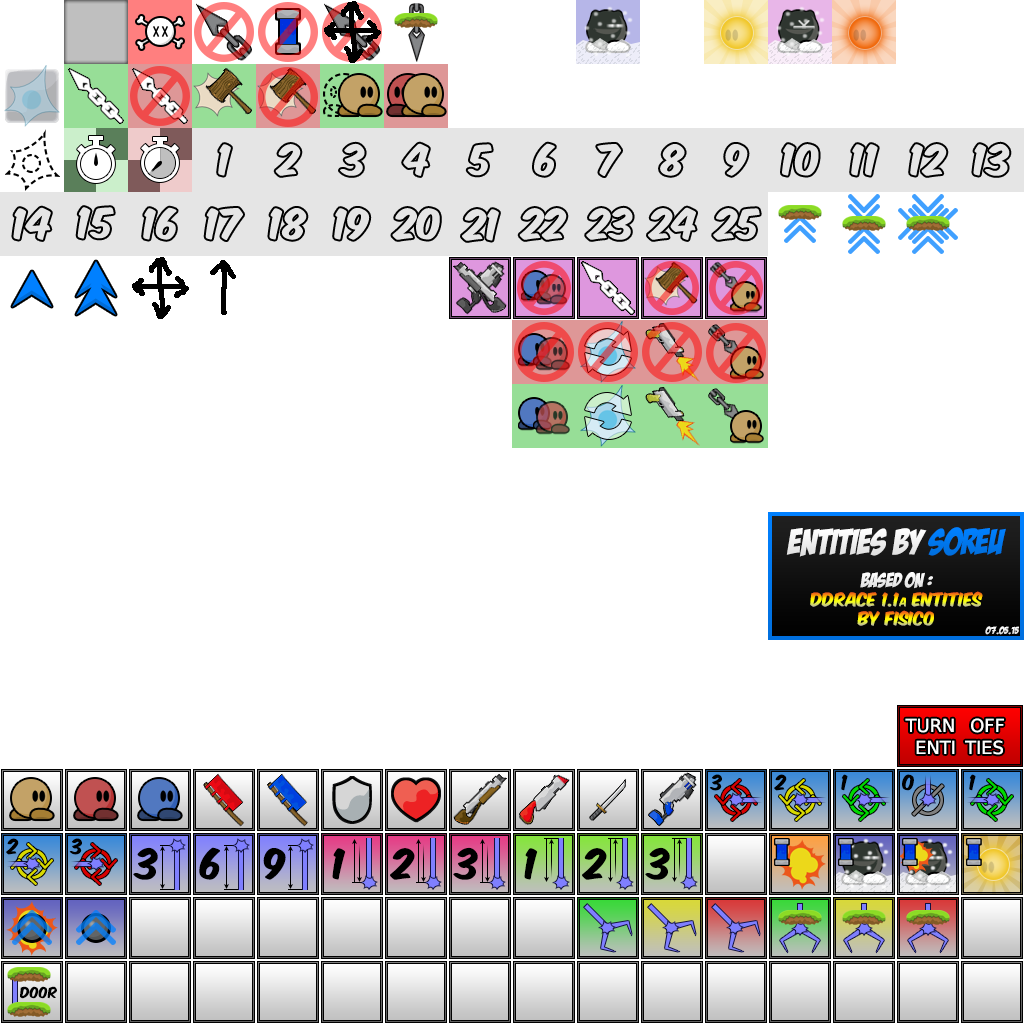 1 2 3 4 5 6 7 8 9 10 11 12 13
14 15 16 17 18 19 20 21 22 23 24 25
ENTITIES BY SOREU
BASED ON :
DDRACE 1.1A ENTITIES
BY FISICO
07.05.15
TURN OFF
ENTI TIES
3 2 1 0 1
2 3 3 6 9 1 2 3 1 2 3
DOOR